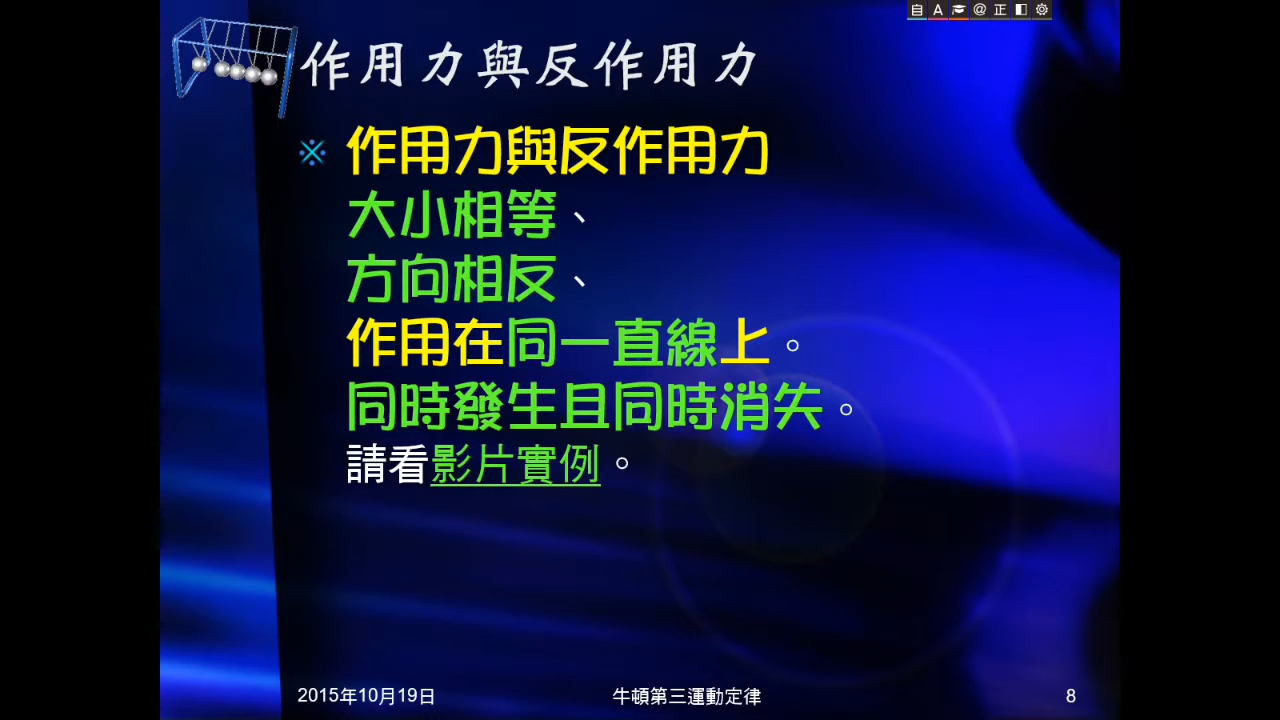 自 A @ 正
作用力與反作用力
※ 作用力與反作用力
大小相等、
方向相反、
作用在同一直線上。
同時發生且同時消失。
請看影片實例。
2015年10月19日
牛頓第三運動定律
8